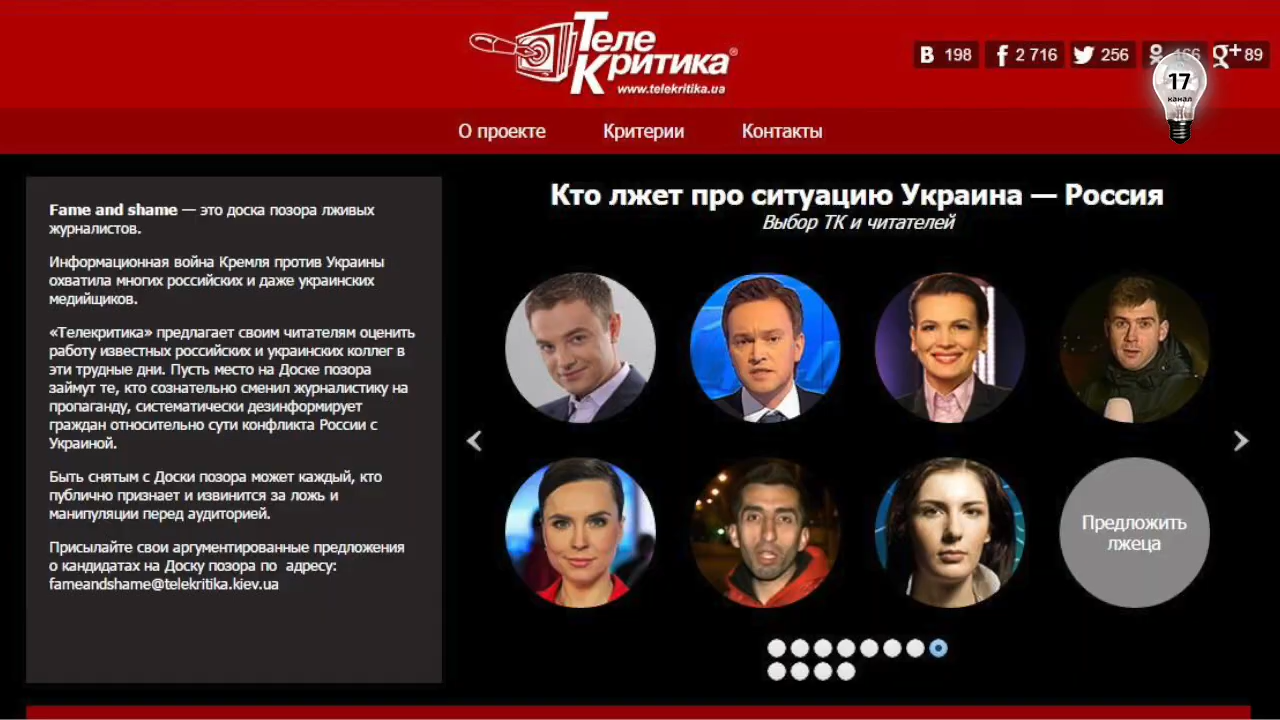 Теле
Критика®
www.telekritika.ua
B 198
f 2 716
256
166
g+ 89
17
канал
О проекте
Критерии
Контакты
Fame and shame — это доска позора лживых
журналистов.
Информационная война Кремля против Украины
охватила многих российских и даже украинских
медийщиков.
«Телекритика» предлагает своим читателям оценить
работу известных российских и украинских коллег в
эти трудные дни. Пусть место на Доске позора
займут те, кто сознательно сменил журналистику на
пропаганду, систематически дезинформирует
граждан относительно сути конфликта России с
Украиной.
Быть снятым с Доски позора может каждый, кто
публично признает и извинится за ложь и
манипуляции перед аудиторией.
Присылайте свои аргументированные предложения
о кандидатах на Доску позора по адресу:
fameandshame@telekritika.kiev.ua
Кто лжет про ситуацию Украина — Россия
Выбор ТК и читателей
Предложить
лжеца